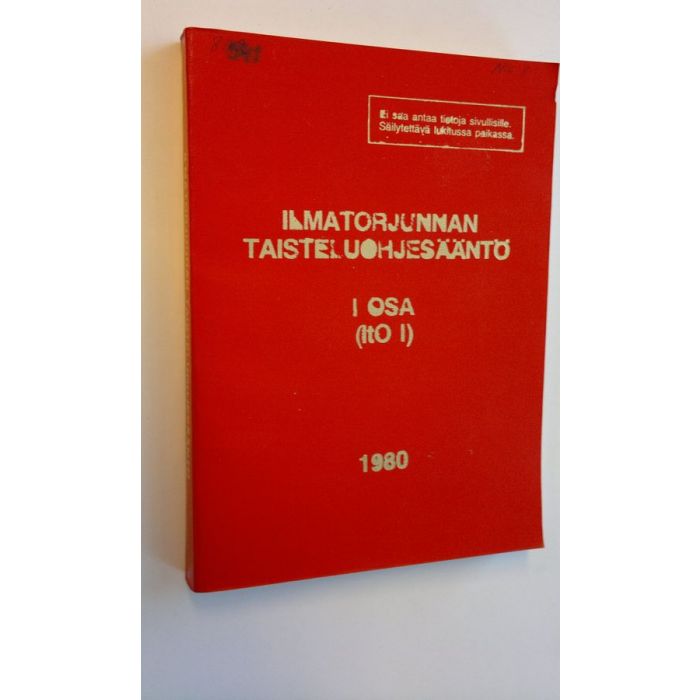 Ei saa antaa tietoja sivullisille.
Säilytettävä lukitussa paikassa.
ILMATORJUNNAN
TAISTELUOHJESÄÄNTÖ
I OSA
(ItO I)
1980